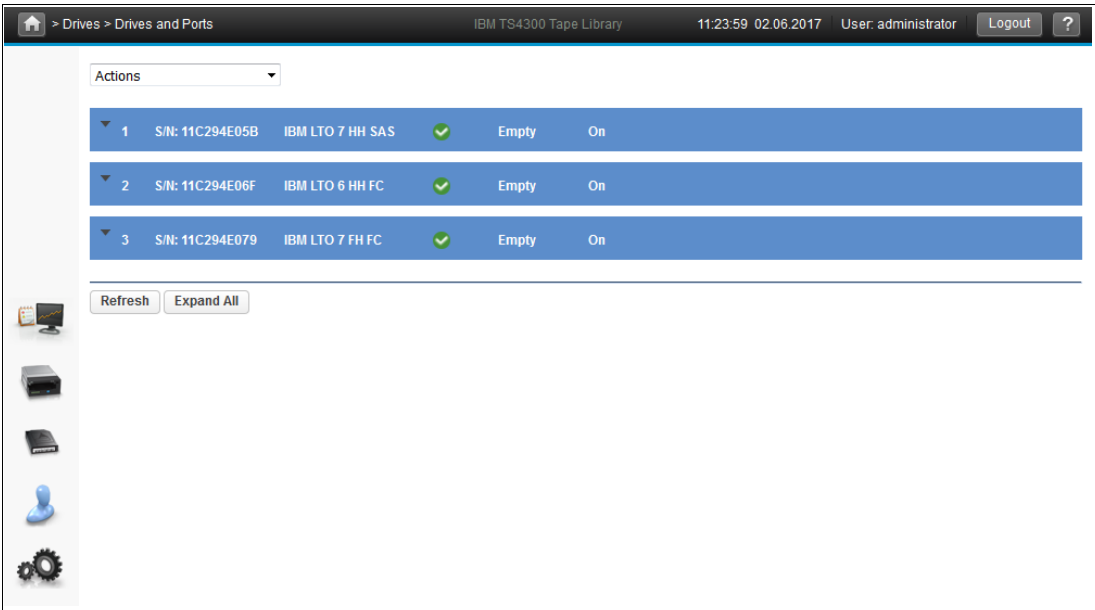 > Drives > Drives and Ports IBM TS4300 Tape Library 11:23:59 02.06.2017 User: administrator Logout ?
Actions
1 S/N: 11C294E05B IBM LTO 7 HH SAS Empty On
2 S/N: 11C294E06F IBM LTO 6 HH FC Empty On
3 S/N: 11C294E079 IBM LTO 7 FH FC Empty On
Refresh Expand All